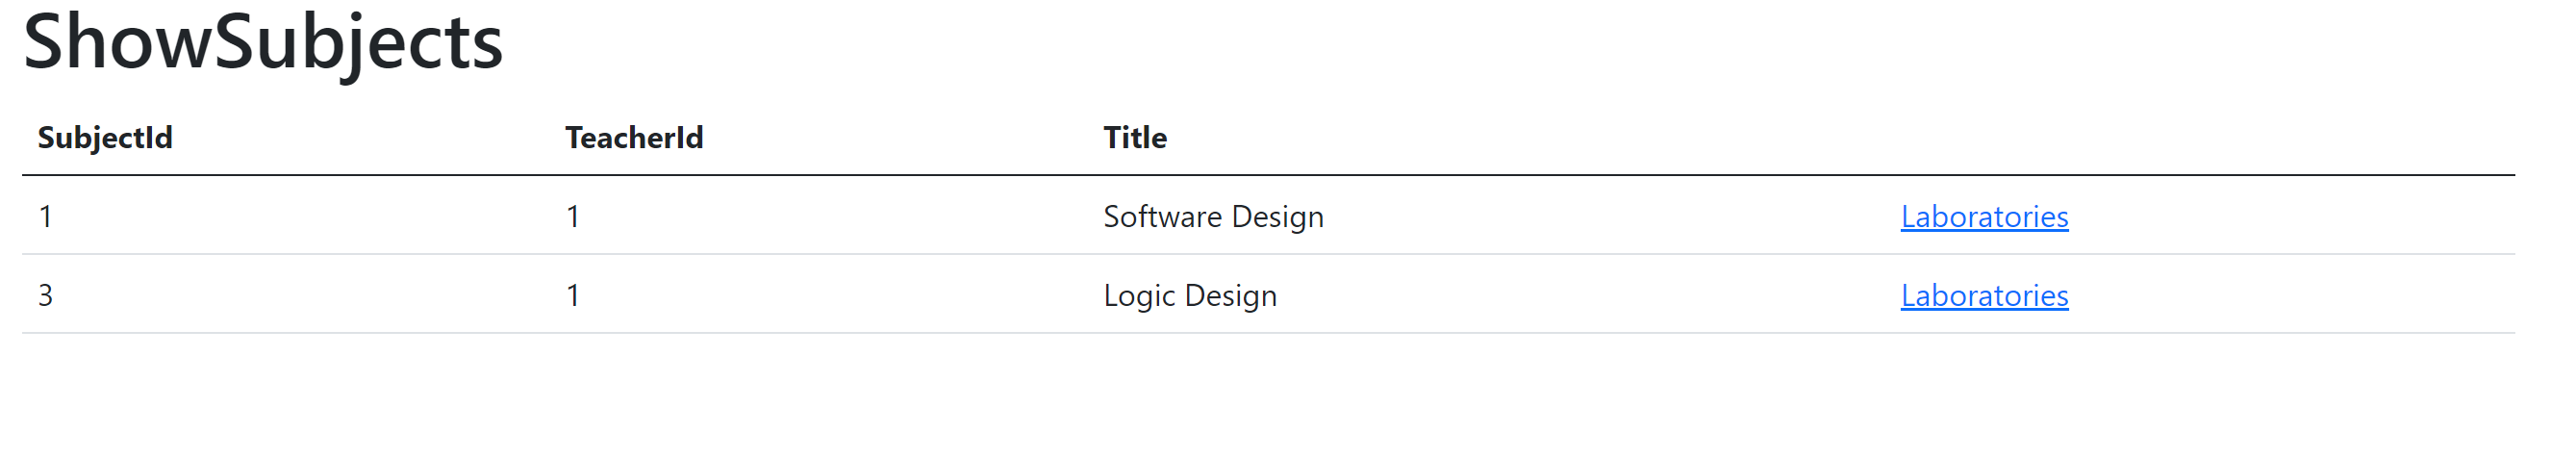 ShowSubjects
SubjectId TeacherId Title
1 1 Software Design Laboratories
3 1 Logic Design Laboratories